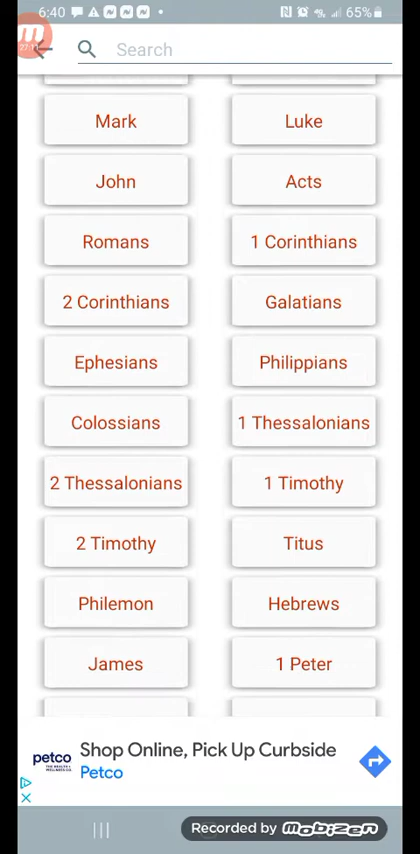 6:40
65%
27:11
Search
Mark Luke
John Acts
Romans 1 Corinthians
2 Corinthians Galatians
Ephesians Philippians
Colossians 1 Thessalonians
2 Thessalonians 1 Timothy
2 Timothy Titus
Philemon Hebrews
James 1 Peter
petco
Shop Online, Pick Up Curbside
Petco
Recorded by mobizen